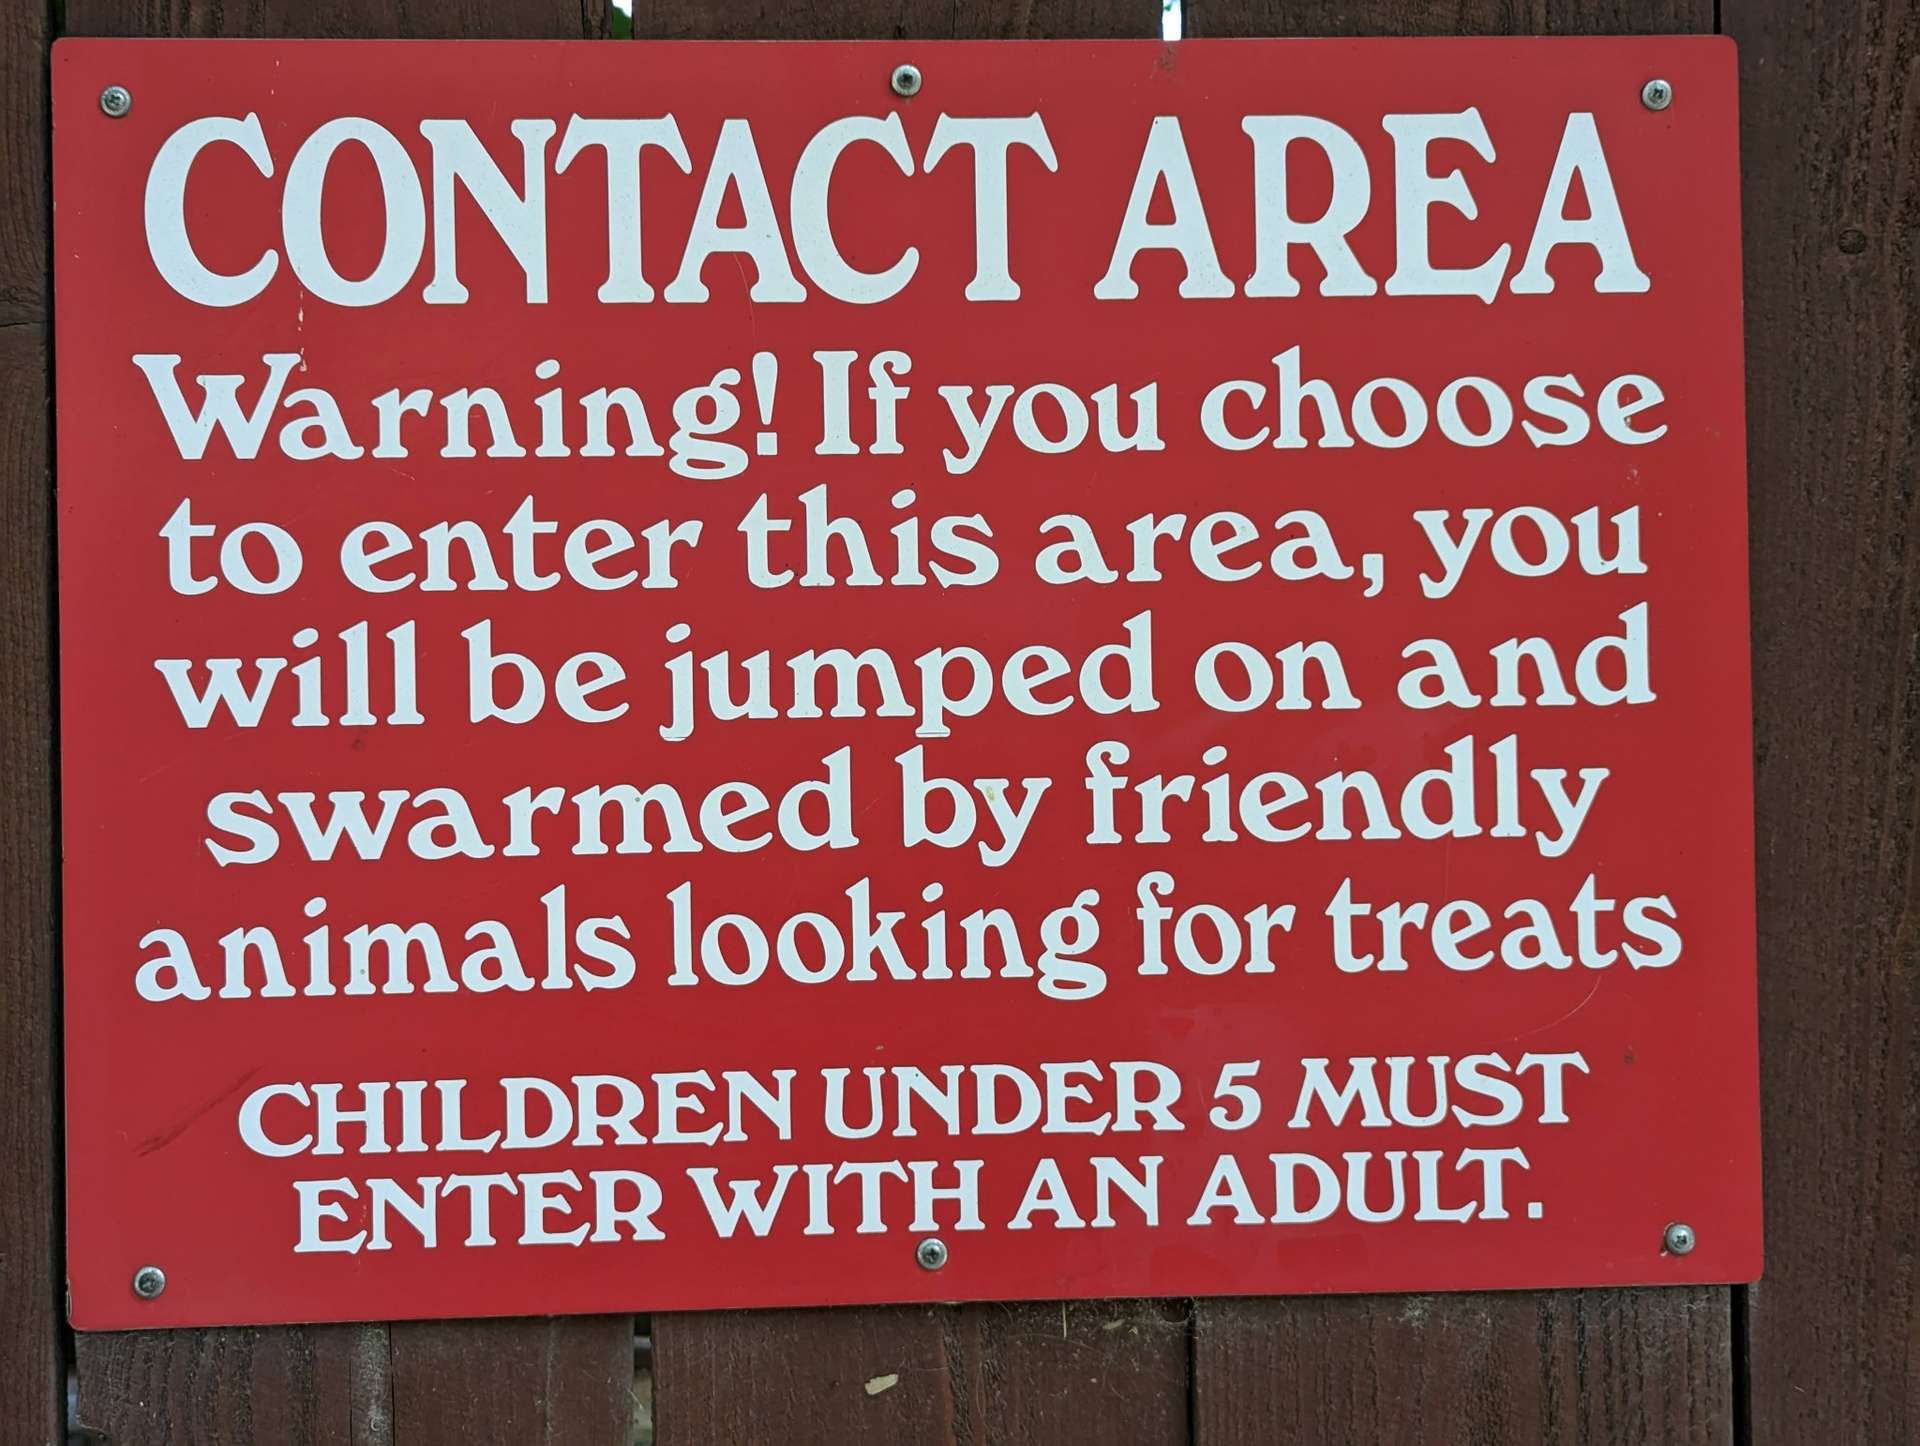 CONTACT AREA
Warning! If you choose
to enter this area, you
will be jumped on and
swarmed by friendly
animals looking for treats
CHILDREN UNDER 5 MUST
ENTER WITH AN ADULT.